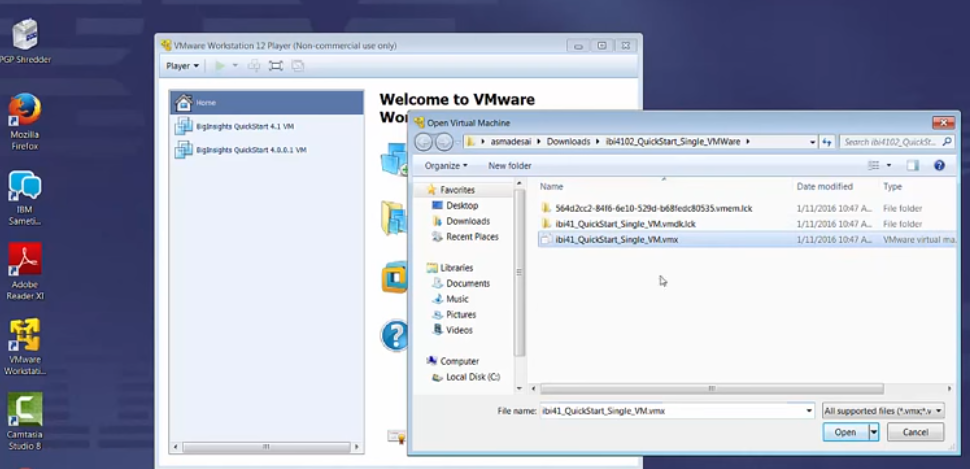 PGP Shredder
Mozilla
Firefox
IBM
Sameti...
Adobe
Reader XI
VMware
Workstati...
Camtasia
Studio 8
VMware Workstation 12 Player (Non-commercial use only)
Player
Home
BigInsights QuickStart 4.1 VM
BigInsights QuickStart 4.0.0.1 VM
Welcome to VMware
Wor
Open Virtual Machine
asmadesai Downloads ibi4102_QuickStart_Single_VMWare
Search ibi4102_QuickSt...
Organize New folder
Favorites
Desktop
Downloads
Recent Places
Libraries
Documents
Music
Pictures
Videos
Computer
Local Disk (C:)
Name Date modified Type
564d2cc2-84f6-6e10-529d-b68fedc80535.vmem.lck 1/11/2016 10:47 A... File folder
ibi41_QuickStart_Single_VM.vmdk.lck 1/11/2016 10:47 A... File folder
ibi41_QuickStart_Single_VM.vmx 1/11/2016 10:47 A... VMware virtual ma
File name: ibi41_QuickStart_Single_VM.vmx All supported files (*.vmx;*.v
Open Cancel